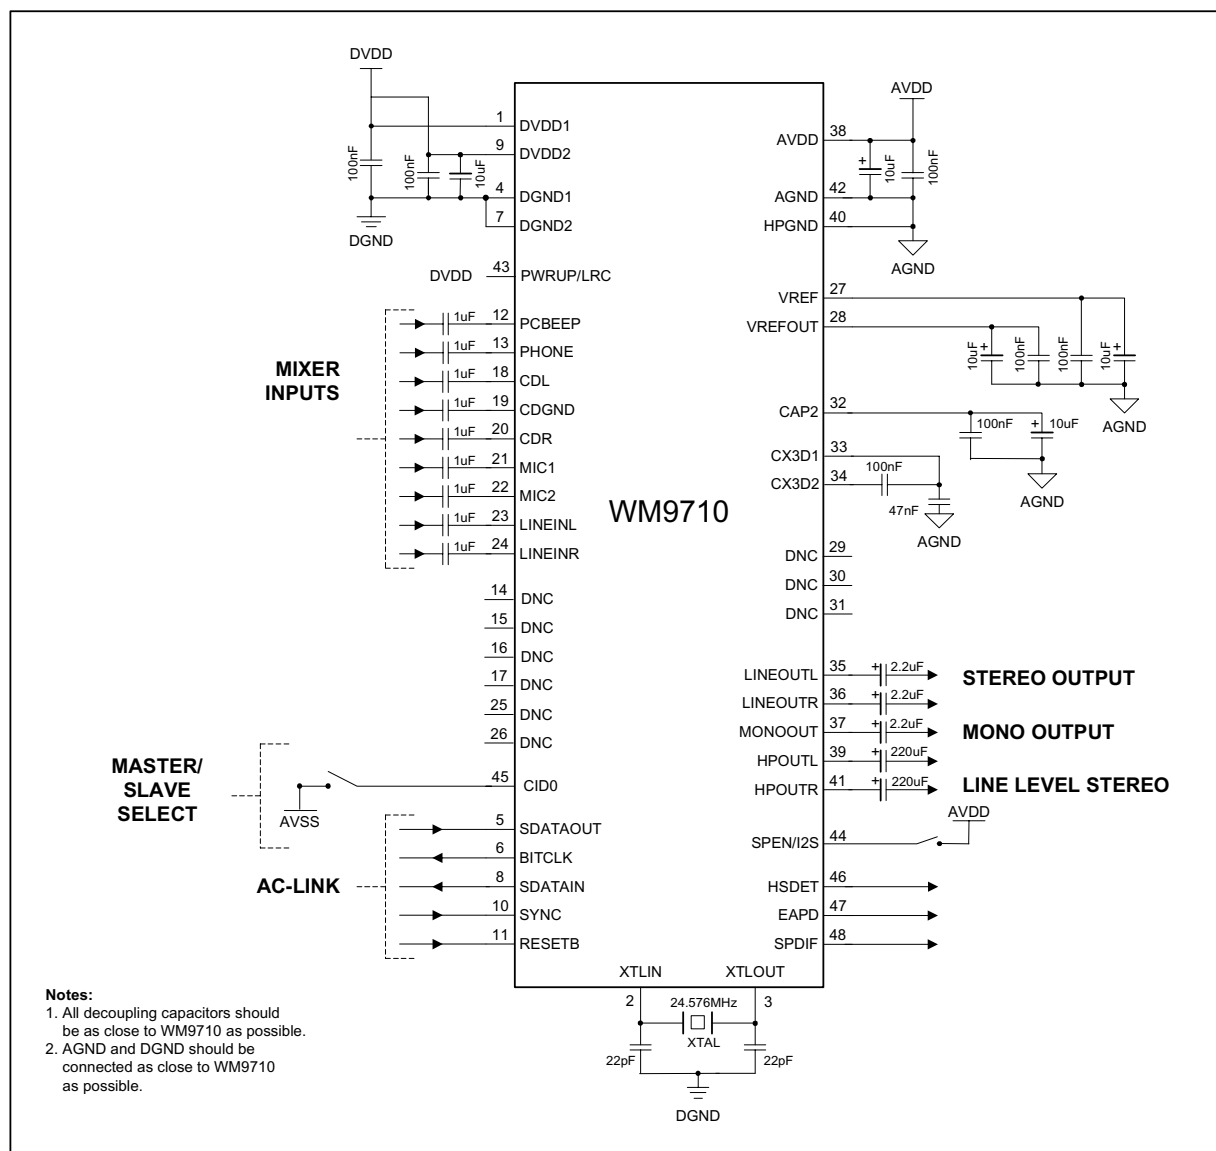 DVDD
1 DVDD1
9 DVDD2
100nF
100nF
10uF
4 DGND1
7 DGND2
DGND
DVDD 43 PWRUP/LRC
MIXER
INPUTS
1uF 12 PCBEEP
1uF 13 PHONE
1uF 18 CDL
1uF 19 CDGND
1uF 20 CDR
1uF 21 MIC1
1uF 22 MIC2
1uF 23 LINEINL
1uF 24 LINEINR
14 DNC
15 DNC
16 DNC
17 DNC
25 DNC
26 DNC
MASTER/
SLAVE
SELECT
AVSS
45 CID0
AC-LINK
5 SDATAOUT
6 BITCLK
8 SDATAIN
10 SYNC
11 RESETB
WM9710
AVDD
AVDD 38
+
10uF
100nF
AGND 42
HPGND 40
AGND
VREF 27
VREFOUT 28
10uF +
100nF
100nF
10uF +
AGND
CAP2 32
100nF + 10uF
AGND
CX3D1 33
CX3D2 34
100nF
47nF
AGND
DNC 29
DNC 30
DNC 31
LINEOUTL 35 + 2.2uF
STEREO OUTPUT
LINEOUTR 36 + 2.2uF
MONOOUT 37 + 2.2uF
MONO OUTPUT
HPOUTL 39 + 220uF
HPOUTR 41 + 220uF
LINE LEVEL STEREO
AVDD
SPEN/I2S 44
HSDET 46
EAPD 47
SPDIF 48
XTLIN XTLOUT
2 24.576MHz 3
XTAL
22pF 22pF
DGND
Notes:
1. All decoupling capacitors should
be as close to WM9710 as possible.
2. AGND and DGND should be
connected as close to WM9710
as possible.